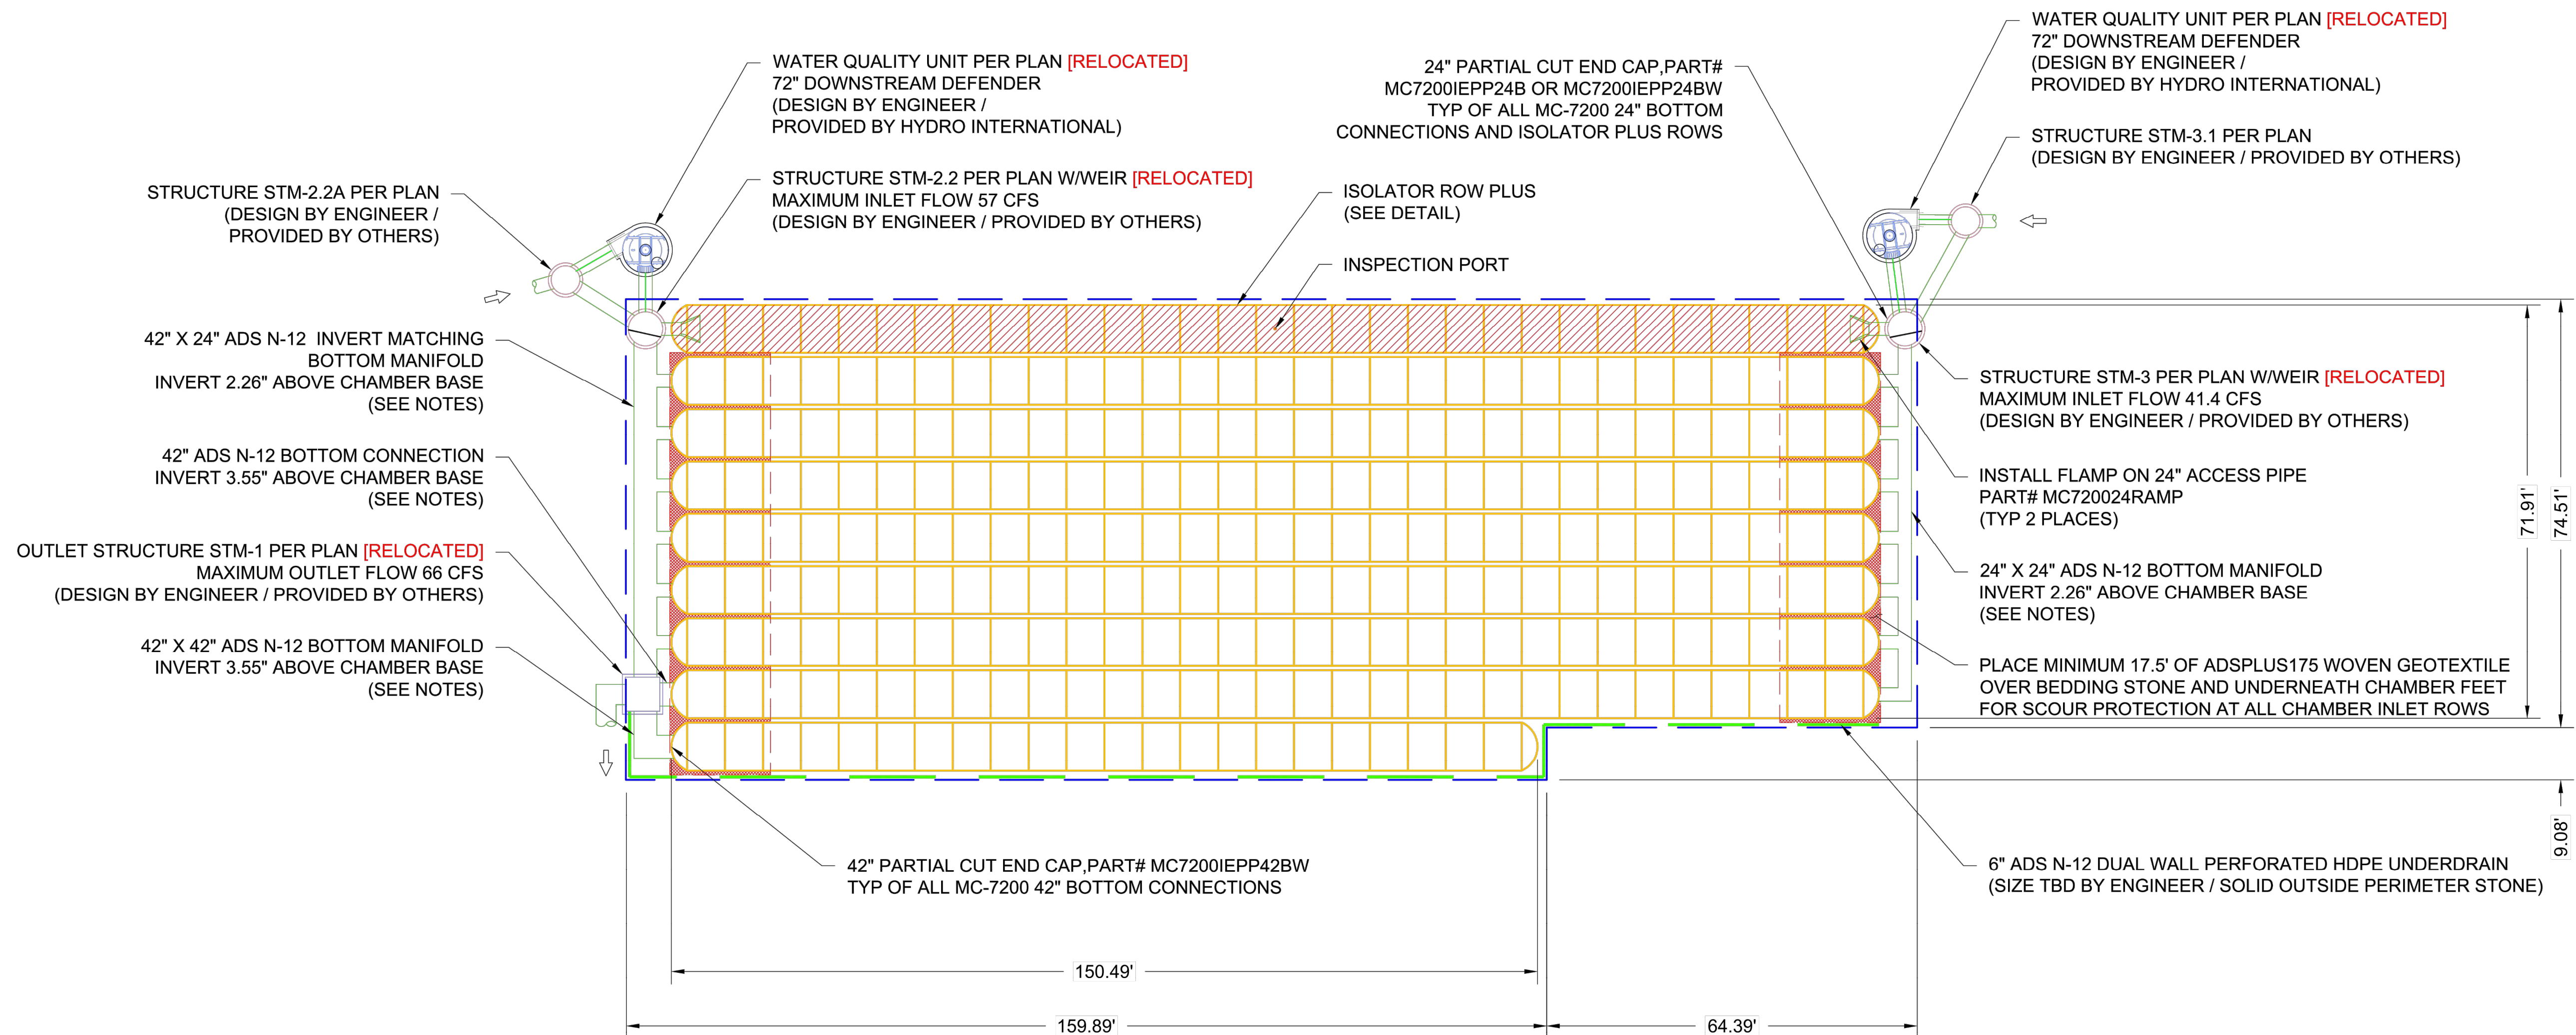 WATER QUALITY UNIT PER PLAN [RELOCATED]
72" DOWNSTREAM DEFENDER
(DESIGN BY ENGINEER /
PROVIDED BY HYDRO INTERNATIONAL)
24" PARTIAL CUT END CAP,PART#
MC7200IEPP24B OR MC7200IEPP24BW
TYP OF ALL MC-7200 24" BOTTOM
CONNECTIONS AND ISOLATOR PLUS ROWS
WATER QUALITY UNIT PER PLAN [RELOCATED]
72" DOWNSTREAM DEFENDER
(DESIGN BY ENGINEER /
PROVIDED BY HYDRO INTERNATIONAL)
STRUCTURE STM-3.1 PER PLAN
(DESIGN BY ENGINEER / PROVIDED BY OTHERS)
STRUCTURE STM-2.2A PER PLAN
(DESIGN BY ENGINEER /
PROVIDED BY OTHERS)
STRUCTURE STM-2.2 PER PLAN W/WEIR [RELOCATED]
MAXIMUM INLET FLOW 57 CFS
(DESIGN BY ENGINEER / PROVIDED BY OTHERS)
ISOLATOR ROW PLUS
(SEE DETAIL)
INSPECTION PORT
42" X 24" ADS N-12 INVERT MATCHING
BOTTOM MANIFOLD
INVERT 2.26" ABOVE CHAMBER BASE
(SEE NOTES)
42" ADS N-12 BOTTOM CONNECTION
INVERT 3.55" ABOVE CHAMBER BASE
(SEE NOTES)
OUTLET STRUCTURE STM-1 PER PLAN [RELOCATED]
MAXIMUM OUTLET FLOW 66 CFS
(DESIGN BY ENGINEER / PROVIDED BY OTHERS)
42" X 42" ADS N-12 BOTTOM MANIFOLD
INVERT 3.55" ABOVE CHAMBER BASE
(SEE NOTES)
STRUCTURE STM-3 PER PLAN W/WEIR [RELOCATED]
MAXIMUM INLET FLOW 41.4 CFS
(DESIGN BY ENGINEER / PROVIDED BY OTHERS)
INSTALL FLAMP ON 24" ACCESS PIPE
PART# MC720024RAMP
(TYP 2 PLACES)
24" X 24" ADS N-12 BOTTOM MANIFOLD
INVERT 2.26" ABOVE CHAMBER BASE
(SEE NOTES)
PLACE MINIMUM 17.5' OF ADSPLUS175 WOVEN GEOTEXTILE
OVER BEDDING STONE AND UNDERNEATH CHAMBER FEET
FOR SCOUR PROTECTION AT ALL CHAMBER INLET ROWS
71.91'
74.51'
9.08'
6" ADS N-12 DUAL WALL PERFORATED HDPE UNDERDRAIN
(SIZE TBD BY ENGINEER / SOLID OUTSIDE PERIMETER STONE)
42" PARTIAL CUT END CAP,PART# MC7200IEPP42BW
TYP OF ALL MC-7200 42" BOTTOM CONNECTIONS
150.49'
159.89'
64.39'